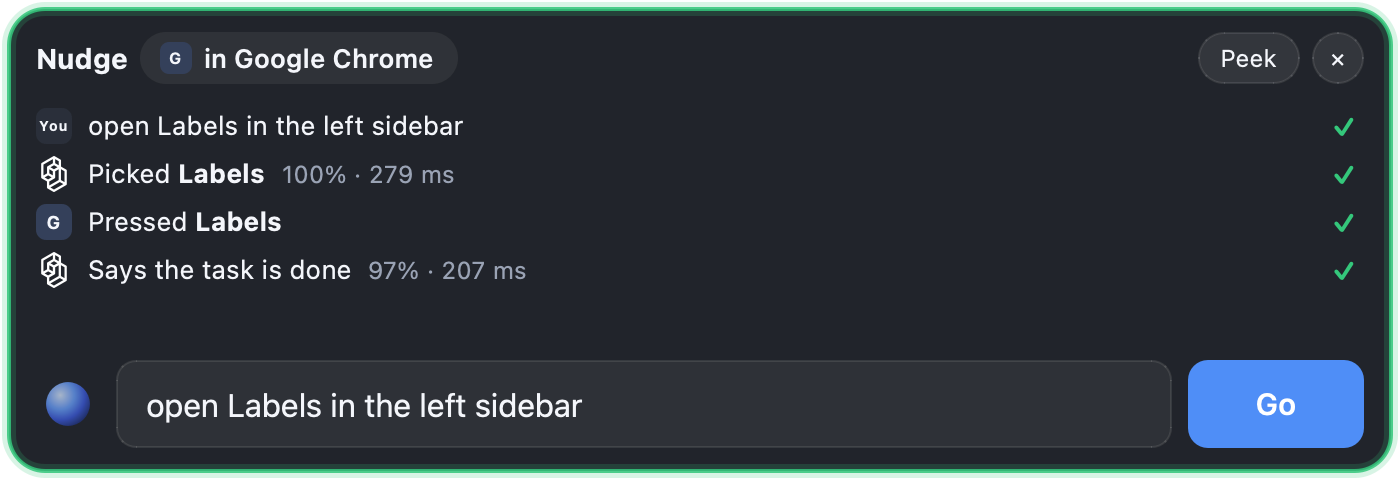 Nudge G in Google Chrome Peek ×
You open Labels in the left sidebar
Picked Labels 100% · 279 ms
G Pressed Labels
Says the task is done 97% · 207 ms
open Labels in the left sidebar Go